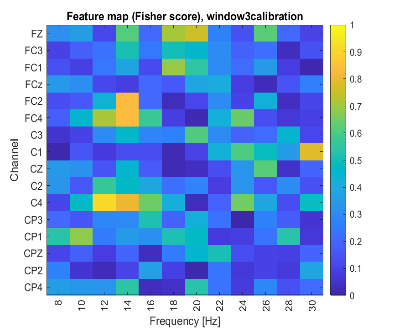 Feature map (Fisher score), window3calibration
Channel
FZ
FC3
FC1
FCz
FC2
FC4
C3
C1
CZ
C2
C4
CP3
CP1
CPZ
CP2
CP4
8 10 12 14 16 18 20 22 24 26 28 30
Frequency [Hz]
1
0.9
0.8
0.7
0.6
0.5
0.4
0.3
0.2
0.1
0